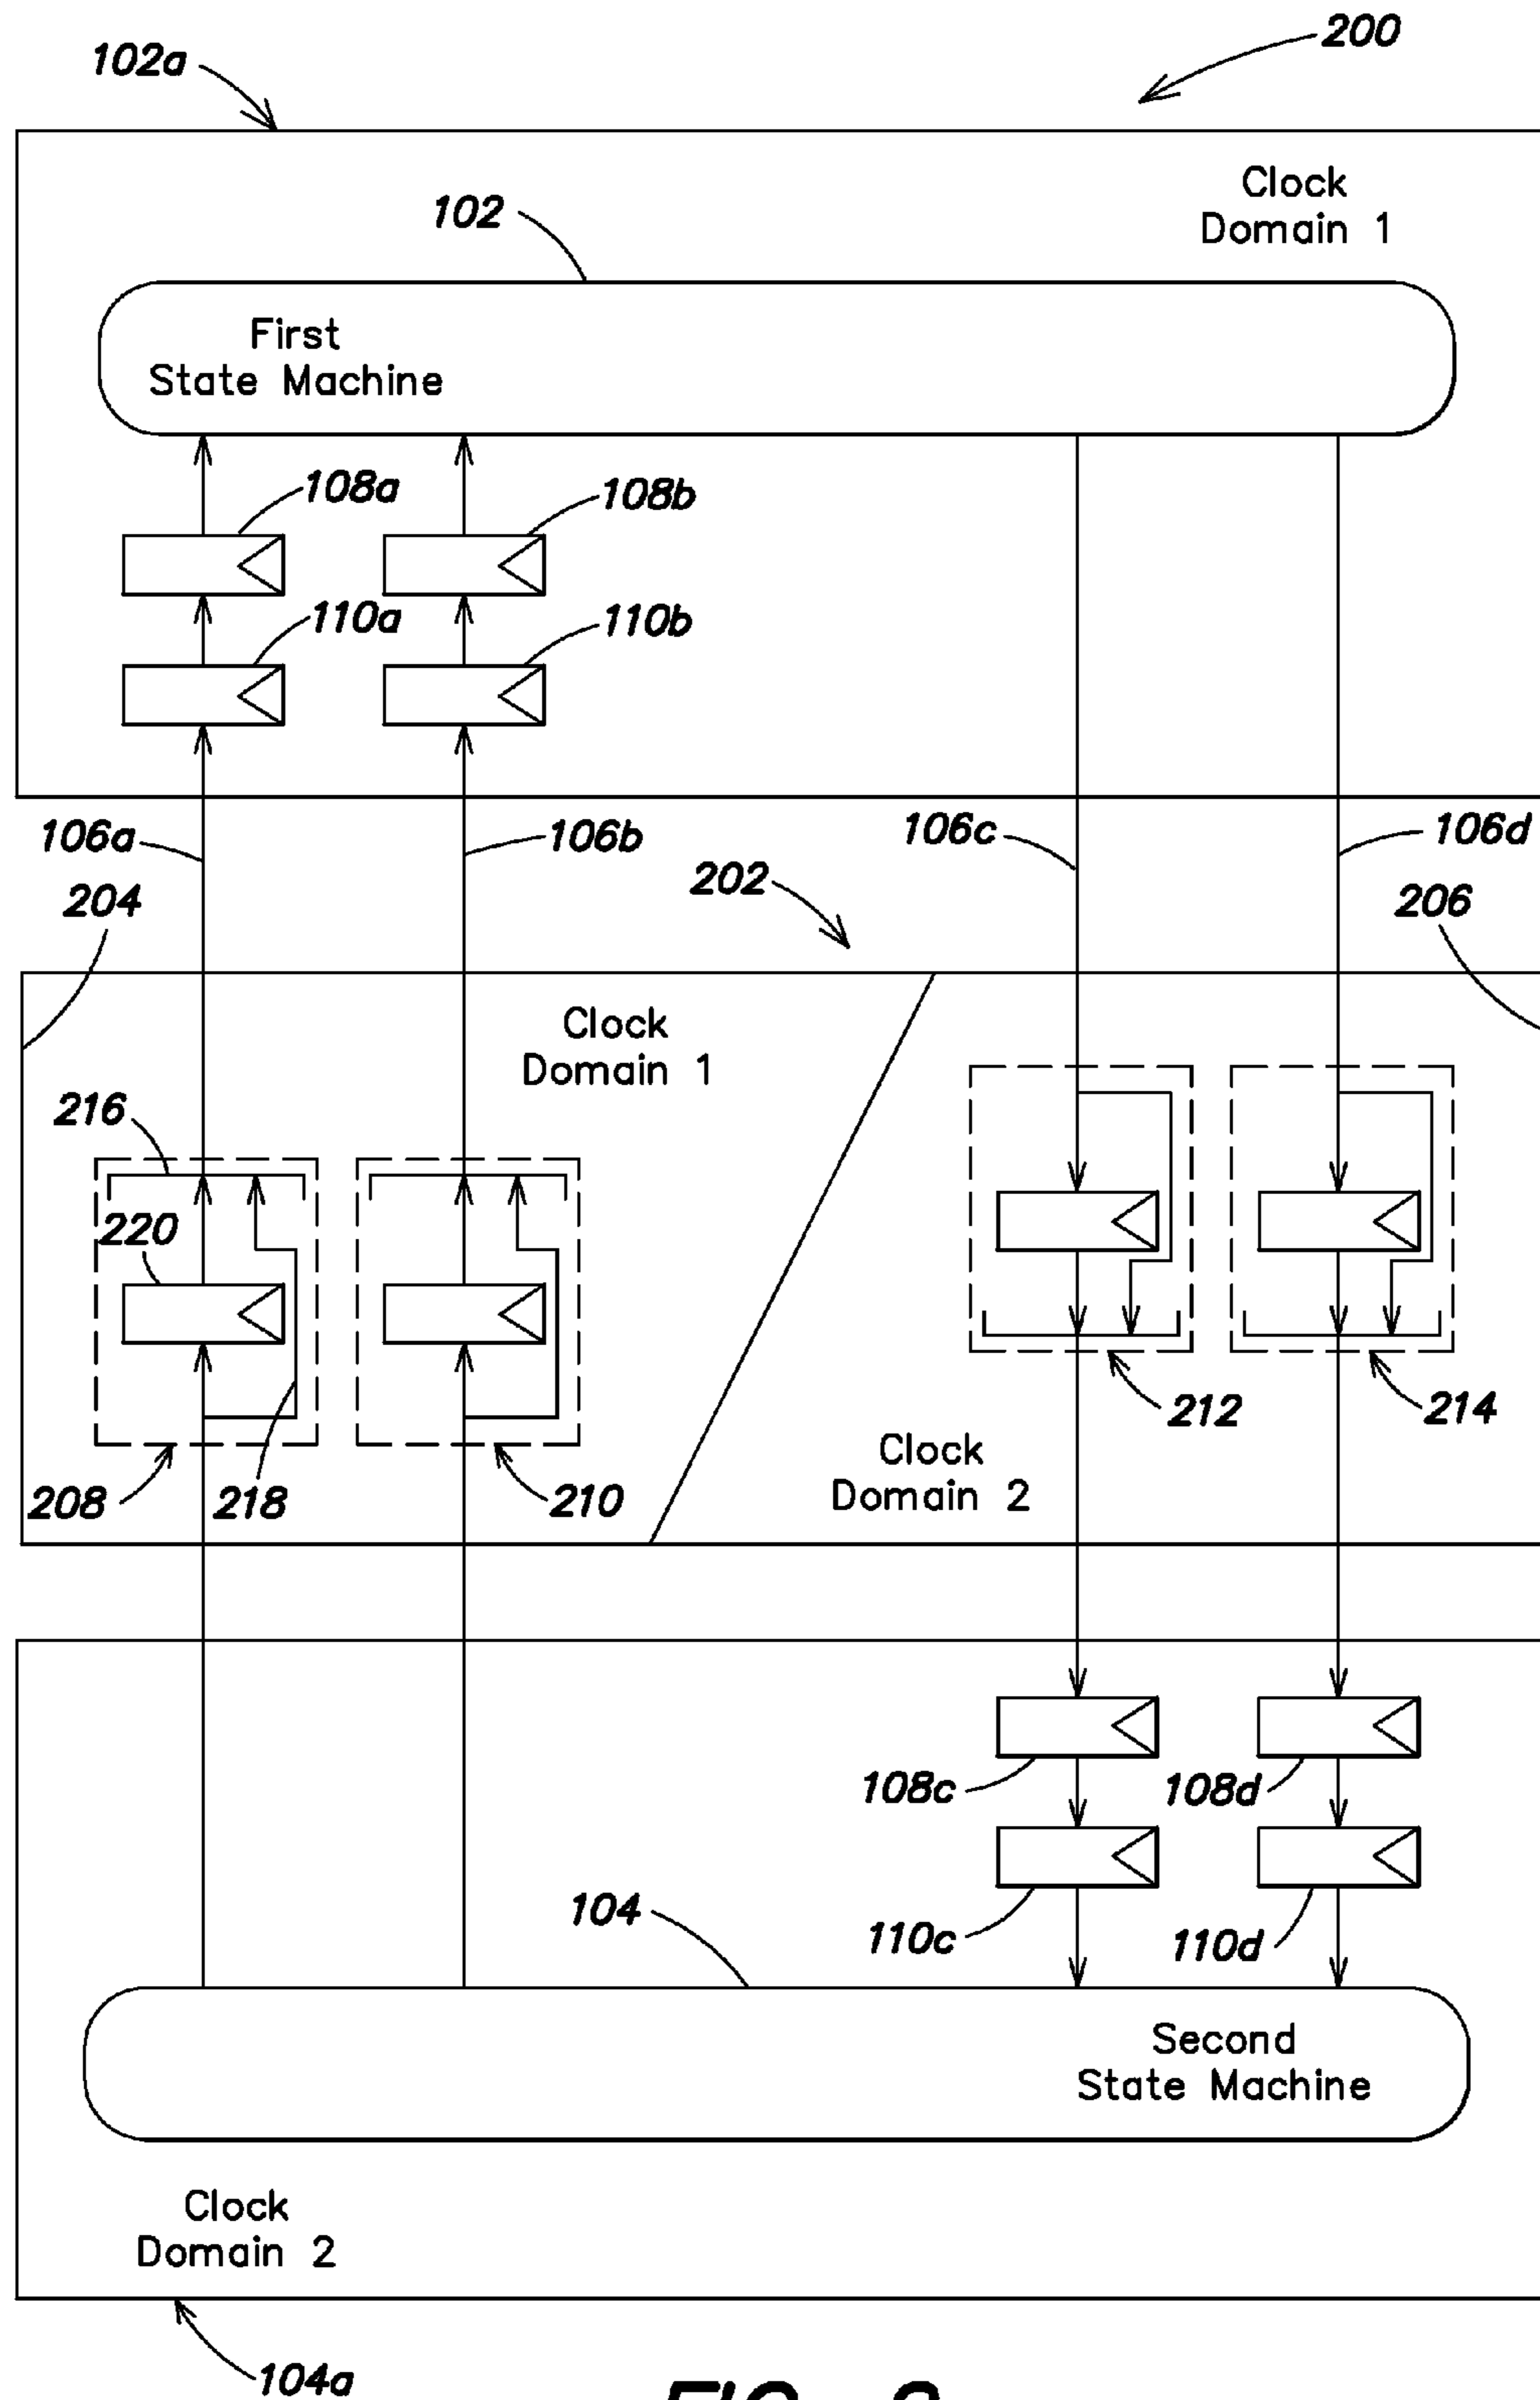 200
102a
Clock
Domain 1
102
First
State Machine
108a
108b
110a
110b
106a
106b
106c
106d
202
204
206
Clock
Domain 1
216
220
212
214
Clock
Domain 2
208
218
210
108c
108d
104
110c
110d
Second
State Machine
Clock
Domain 2
104a
FIG.